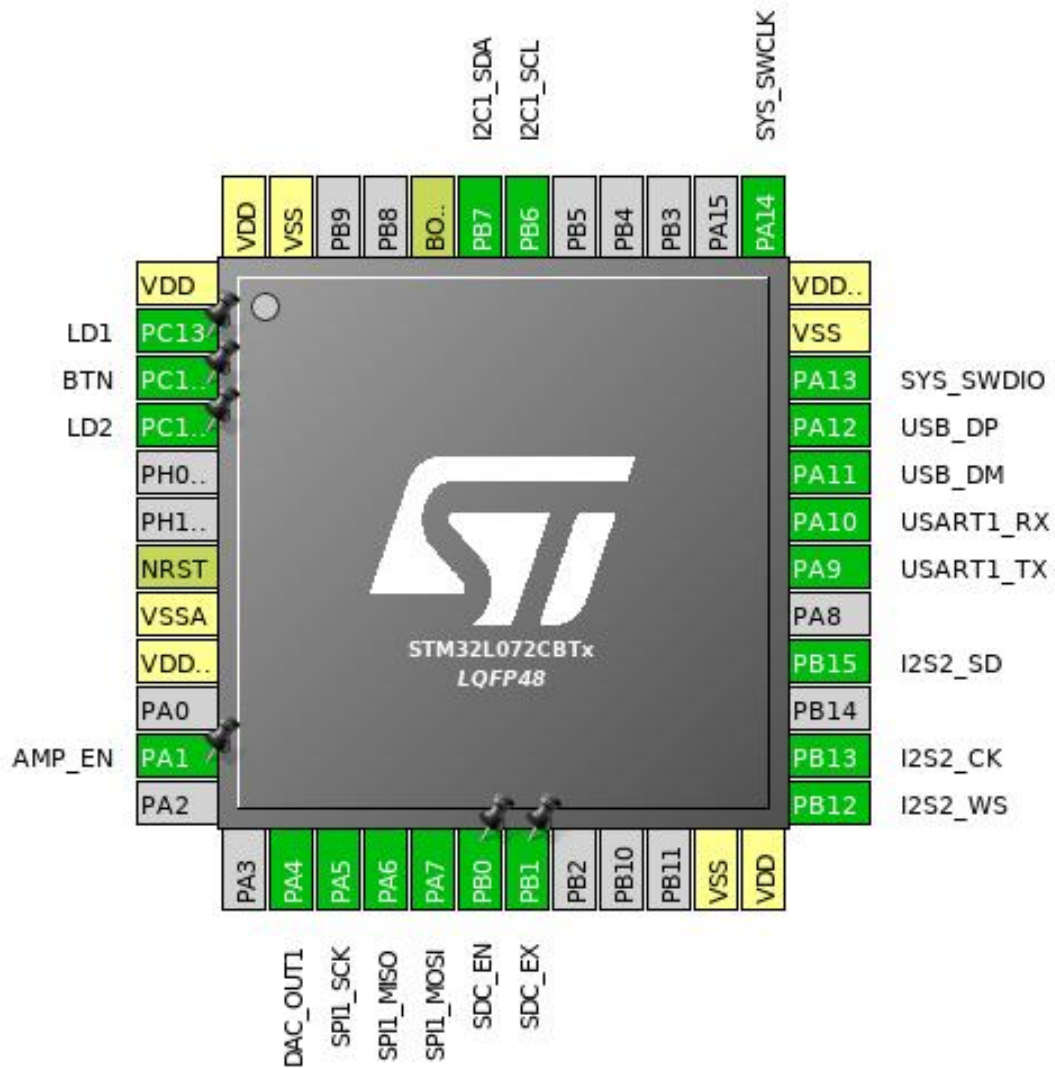 I2C1_SDA
I2C1_SCL
SYS_SWCLK
VDD
VSS
PB9
PB8
BO..
PB7
PB6
PB5
PB4
PB3
PA15
PA14
VDD
LD1 PC13
BTN PC1..
LD2 PC1..
PH0..
PH1..
NRST
VSSA
VDD..
PA0
AMP_EN PA1
PA2
ST
STM32L072CBTx
LQFP48
VDD..
VSS
PA13 SYS_SWDIO
PA12 USB_DP
PA11 USB_DM
PA10 USART1_RX
PA9 USART1_TX
PA8
PB15 I2S2_SD
PB14
PB13 I2S2_CK
PB12 I2S2_WS
PA3
PA4
PA5
PA6
PA7
PB0
PB1
PB2
PB10
PB11
VSS
VDD
DAC_OUT1
SPI1_SCK
SPI1_MISO
SPI1_MOSI
SDC_EN
SDC_EX